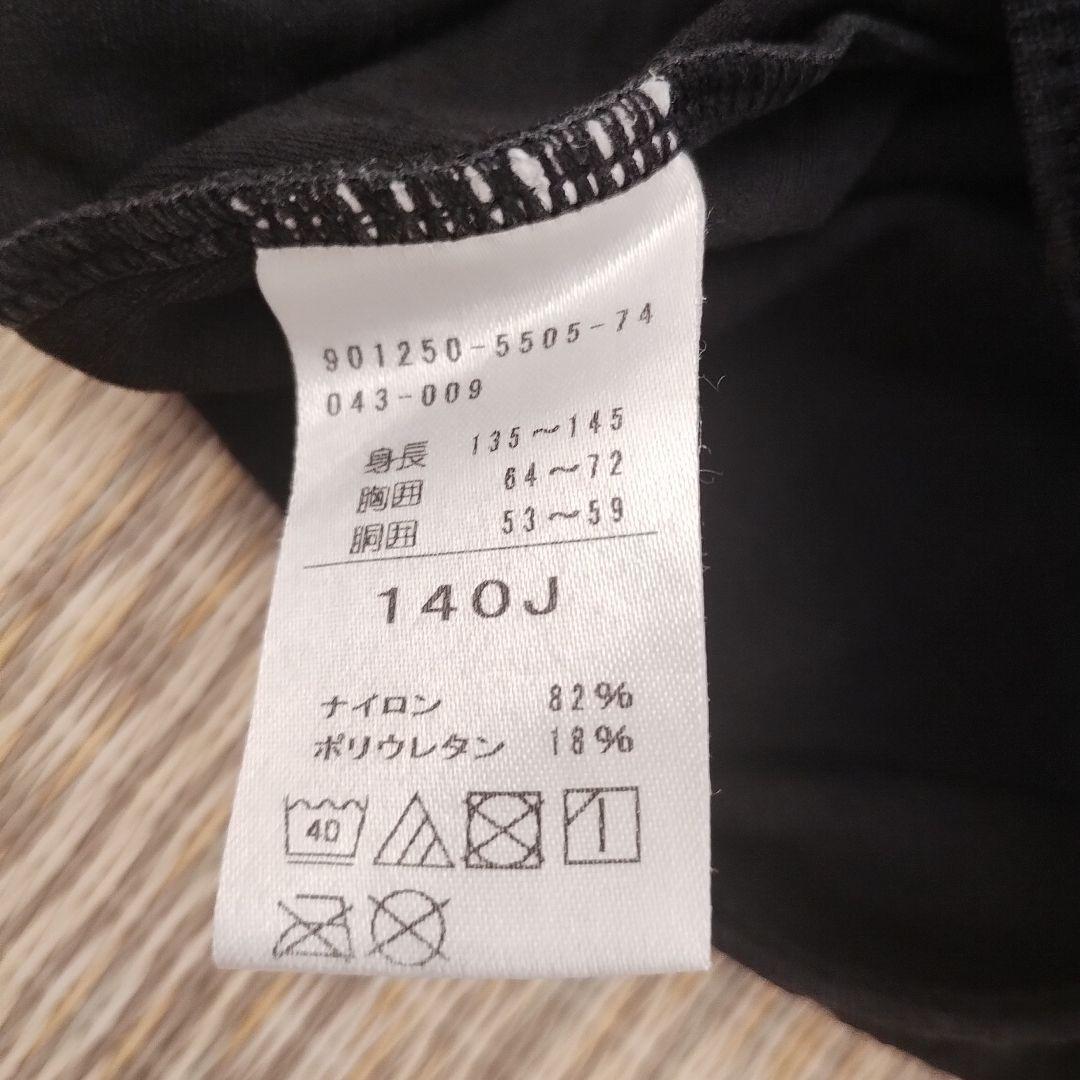 901250-5505-74
043-009
身長 135～145
胸囲 64～72
胴囲 53～59
140J
ナイロン 82%
ポリウレタン 18%
40